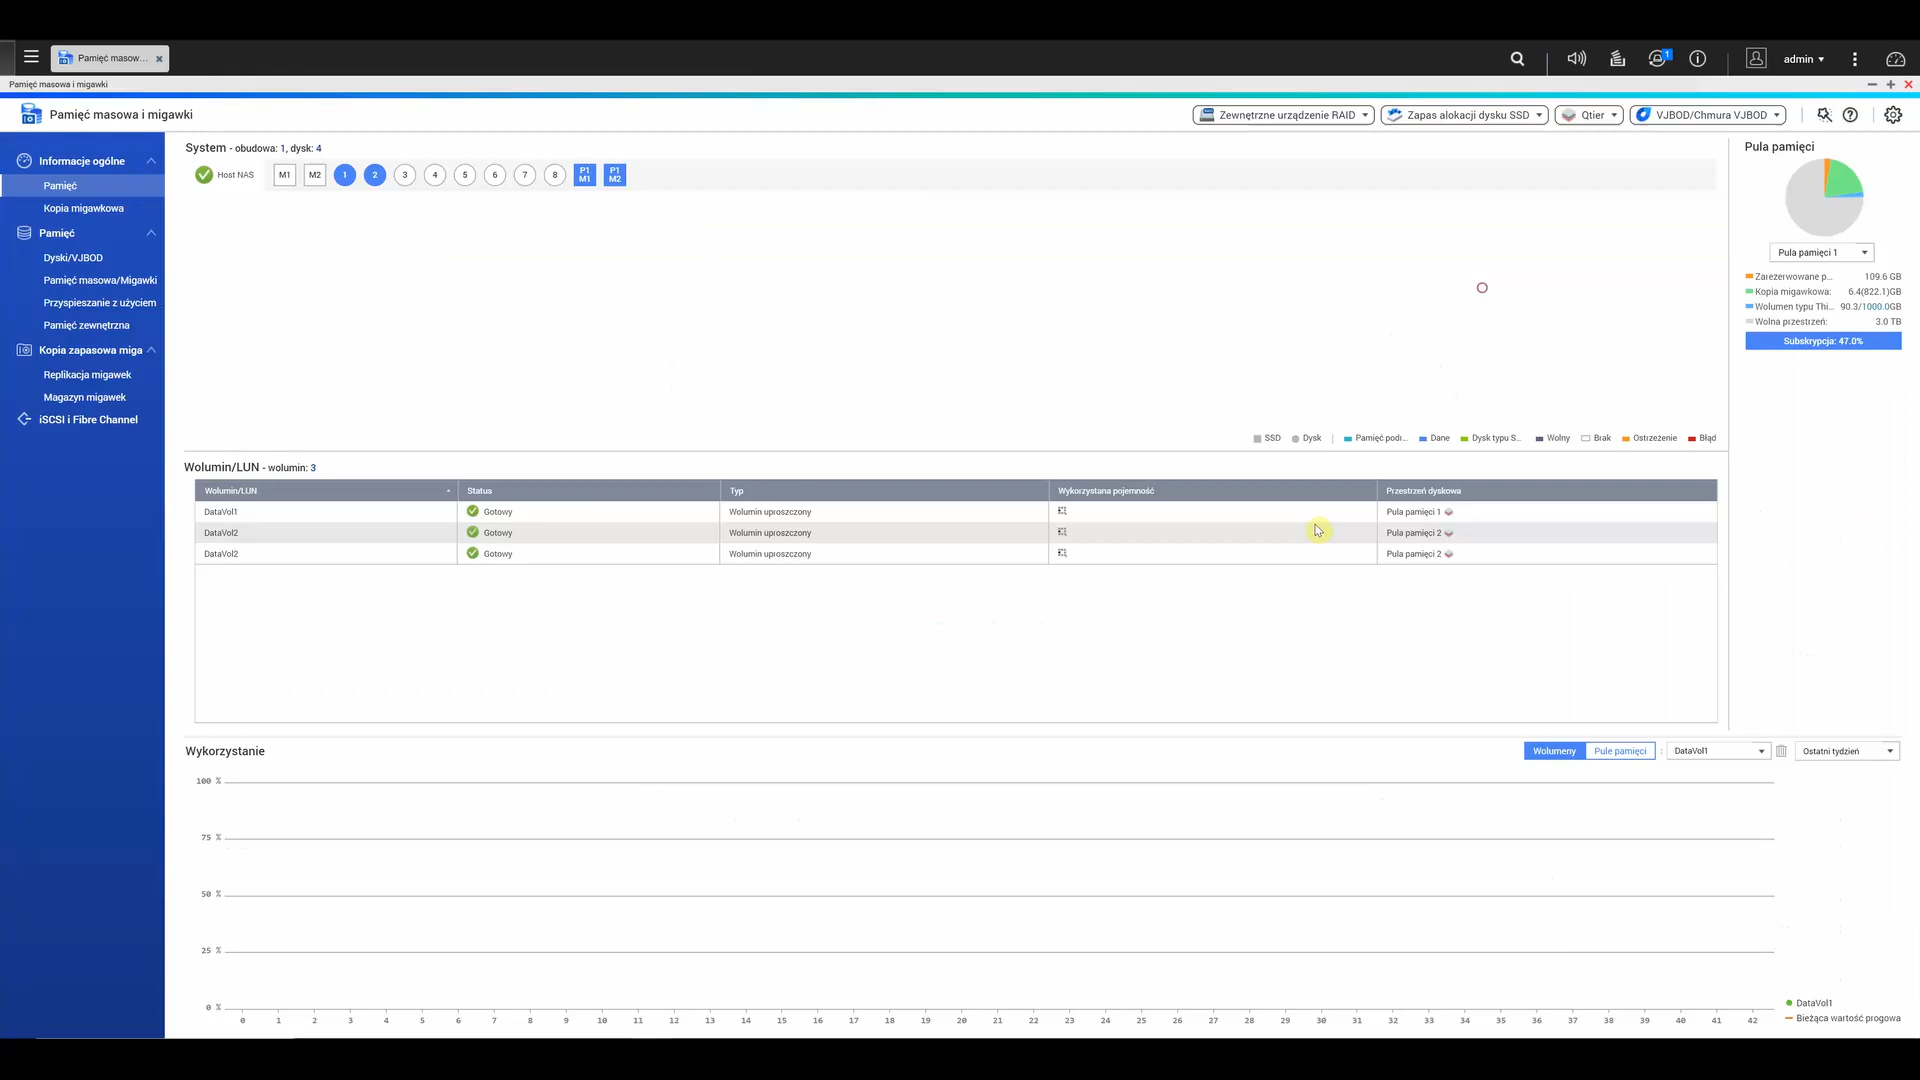 Pamięć masow...
1
admin
Pamięć masowa i migawki
Pamięć masowa i migawki
Zewnętrzne urządzenie RAID
Zapas alokacji dysku SSD
Qtier
VJBOD/Chmura VJBOD
Informacje ogólne
Pamięć
Kopia migawkowa
Pamięć
Dyski/VJBOD
Pamięć masowa/Migawki
Przyspieszanie z użyciem
Pamięć zewnętrzna
Kopia zapasowa miga
Replikacja migawek
Magazyn migawek
iSCSI i Fibre Channel
System - obudowa: 1, dysk: 4
Host NAS M1 M2 1 2 3 4 5 6 7 8 P1 M1 P1 M2
SSD Dysk Pamięć podr... Dane Dysk typu S... Wolny Brak Ostrzeżenie Błąd
Pula pamięci
Pula pamięci 1
Zarezerwowane p... 109.6 GB
Kopia migawkowa: 6.4(822.1)GB
Wolumen typu Thi... 90.3/1000.0GB
Wolna przestrzeń: 3.0 TB
Subskrypcja: 47.0%
Wolumin/LUN - wolumin: 3
Wolumin/LUN Status Typ Wykorzystana pojemność Przestrzeń dyskowa
DataVol1 Gotowy Wolumin uproszczony Pula pamięci 1
DataVol2 Gotowy Wolumin uproszczony Pula pamięci 2
DataVol2 Gotowy Wolumin uproszczony Pula pamięci 2
Wykorzystanie
Wolumeny Pule pamięci : DataVol1 Ostatni tydzień
100 %
75 %
50 %
25 %
0 %
0 1 2 3 4 5 6 7 8 9 10 11 12 13 14 15 16 17 18 19 20 21 22 23 24 25 26 27 28 29 30 31 32 33 34 35 36 37 38 39 40 41 42
DataVol1
Bieżąca wartość progowa